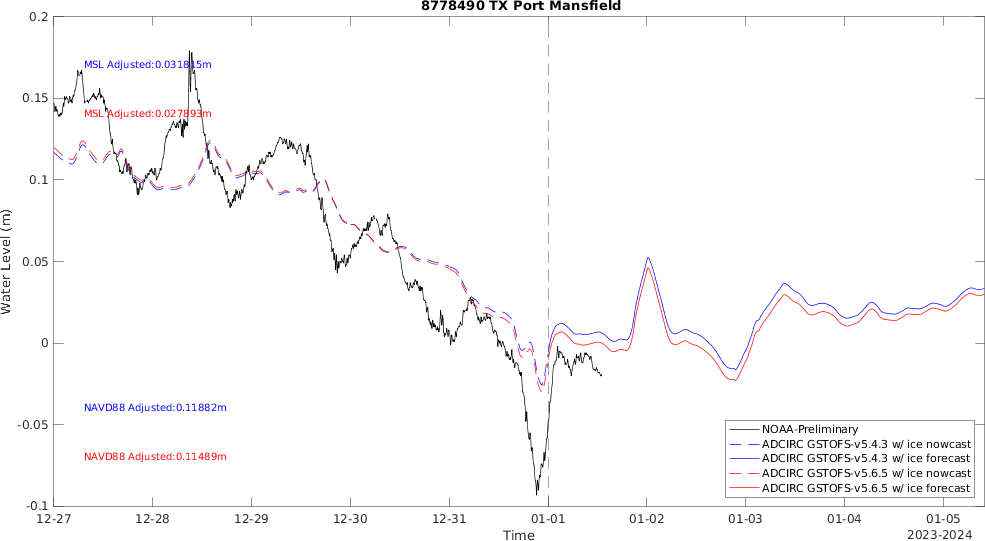 8778490 TX Port Mansfield
0.2
0.15
0.1
0.05
0
-0.05
-0.1
Water Level (m)
MSL Adjusted:0.031815m
MSL Adjusted:0.027893m
NAVD88 Adjusted:0.11882m
NAVD88 Adjusted:0.11489m
NOAA-Preliminary
ADCIRC GSTOFS-v5.4.3 w/ ice nowcast
ADCIRC GSTOFS-v5.4.3 w/ ice forecast
ADCIRC GSTOFS-v5.6.5 w/ ice nowcast
ADCIRC GSTOFS-v5.6.5 w/ ice forecast
12-27 12-28 12-29 12-30 12-31 01-01 01-02 01-03 01-04 01-05
Time
2023-2024